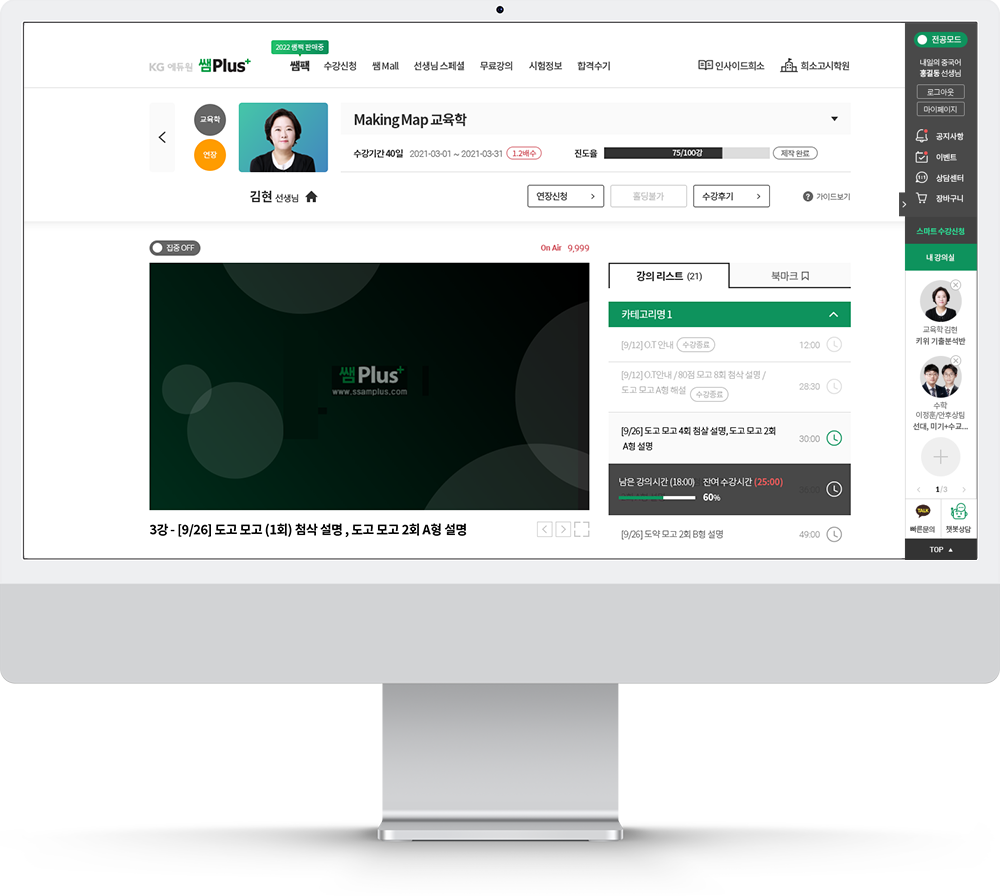 2022 쌤팩 판매중
KG 에듀원 쌤Plus+
쌤팩 수강신청 쌤 Mall 선생님 스페셜 무료강의 시험정보 합격수기
인사이드희소 희소고시학원
교육학
연장
Making Map 교육학
수강기간 40일 2021-03-01 ~ 2021-03-31 1.2배수
진도율 75/100강 제작 완료
김현 선생님
연장신청 홀딩불가 수강후기
? 가이드보기
집중 OFF
On Air 9,999
쌤Plus+
www.ssamplus.com
3강 - [9/26] 도고 모고 (1회) 첨삭 설명 , 도고 모고 2회 A형 설명
강의 리스트 (21) 북마크
카테고리명 1
[9/12] O.T 안내 수강종료 12:00
[9/12] O.T안내 / 80점 모고 8회 첨삭 설명 /
도고 모고 A형 해설 수강종료 28:30
[9/26] 도고 모고 4회 첨삭 설명, 도고 모고 2회
A형 설명 30:00
남은 강의시간 (18:00) 잔여 수강시간 (25:00)
60%
[9/26] 도약 모고 2회 B형 설명 49:00
전공모드
내일의 중국어
홍길동 선생님
로그아웃
마이페이지
공지사항
이벤트
상담센터
장바구니
스마트 수강신청
내 강의실
교육학 김현
키위 기출분석반
수학
이정훈/안후상팀
선대, 미기+수교...
1/3
TALK
빠른문의 챗봇상담
TOP ▲